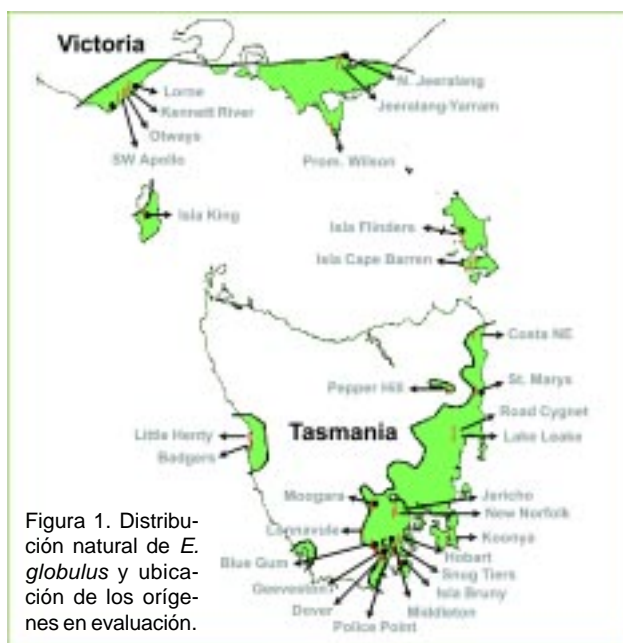 Victoria
N. Jeeralang
Lorne
Jeeralang-Yarram
Kennett River
Otways
SW Apollo
Prom. Wilson
Isla King
Isla Flinders
Isla Cape Barren
Costa NE
Pepper Hill
St. Marys
Road Cygnet
Little Henty
Tasmania
Lake Leake
Badgers
Moogara
Jericho
New Norfolk
Lonnavale
Koonya
Blue Gum
Hobart
Geeveston
Snug Tiers
Isla Bruny
Dover
Middleton
Police Point
Figura 1. Distribu-
ción natural de E.
globulus y ubica-
ción de los oríge-
nes en evaluación.